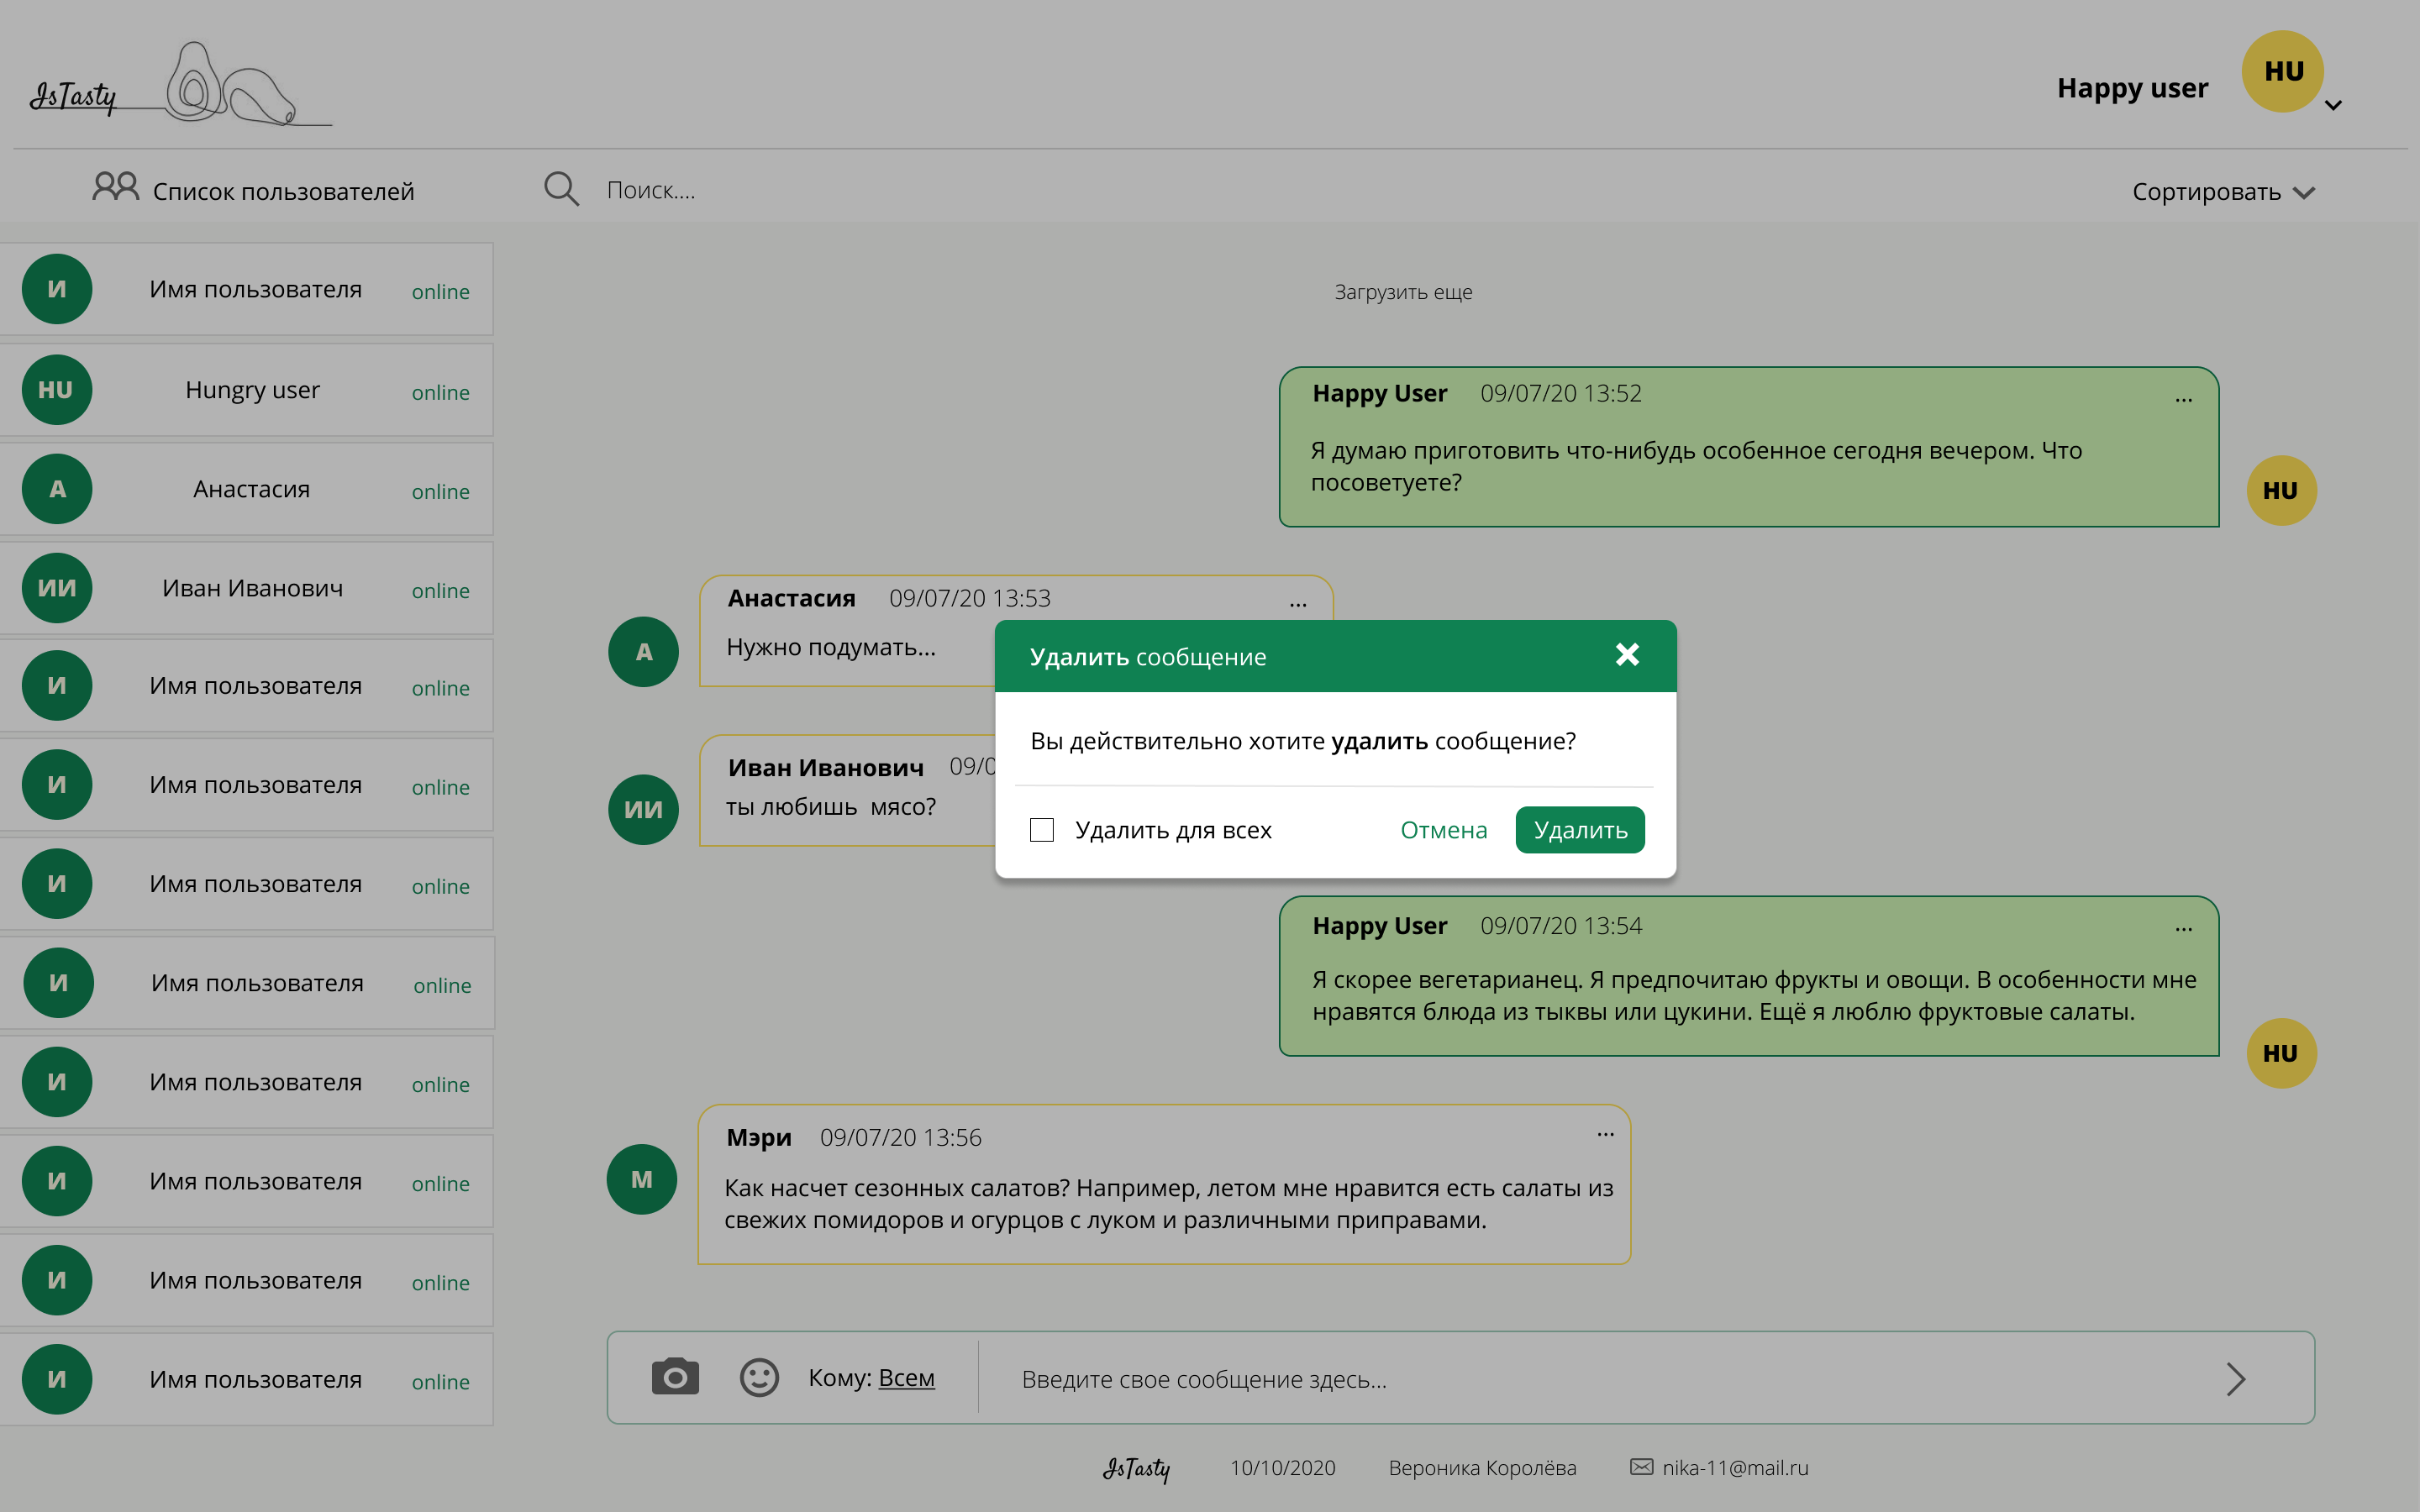 IsTasty
Happy user
HU
Список пользователей
Поиск....
Сортировать
И Имя пользователя online
HU Hungry user online
А Анастасия online
ИИ Иван Иванович online
И Имя пользователя online
И Имя пользователя online
И Имя пользователя online
И Имя пользователя online
И Имя пользователя online
И Имя пользователя online
И Имя пользователя online
И Имя пользователя online
Загрузить еще
Happy User 09/07/20 13:52 ...
Я думаю приготовить что-нибудь особенное сегодня вечером. Что
посоветуете?
HU
Анастасия 09/07/20 13:53 ...
Нужно подумать...
А
Иван Иванович 09/0
ты любишь мясо?
ИИ
Удалить сообщение
Вы действительно хотите удалить сообщение?
Удалить для всех
Отмена
Удалить
Happy User 09/07/20 13:54 ...
Я скорее вегетарианец. Я предпочитаю фрукты и овощи. В особенности мне
нравятся блюда из тыквы или цукини. Ещё я люблю фруктовые салаты.
HU
Мэри 09/07/20 13:56 ...
Как насчет сезонных салатов? Например, летом мне нравится есть салаты из
свежих помидоров и огурцов с луком и различными приправами.
М
Кому: Всем
Введите свое сообщение здесь...
IsTasty 10/10/2020 Вероника Королёва nika-11@mail.ru